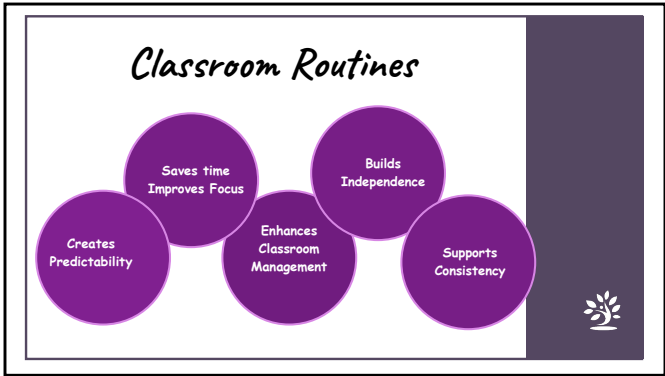 Classroom Routines
Creates
Predictability
Saves time
Improves Focus
Enhances
Classroom
Management
Builds
Independence
Supports
Consistency